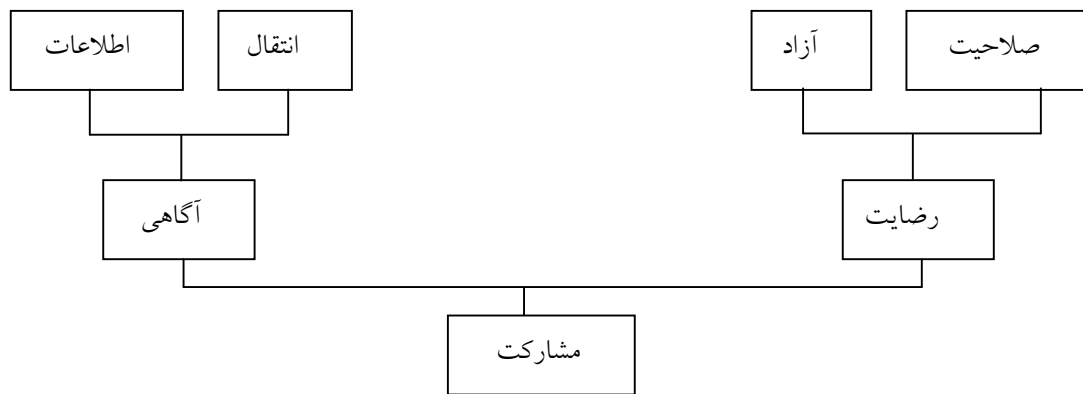 صلاحیت
آزاد
انتقال
اطلاعات
رضایت
آگاهی
مشارکت